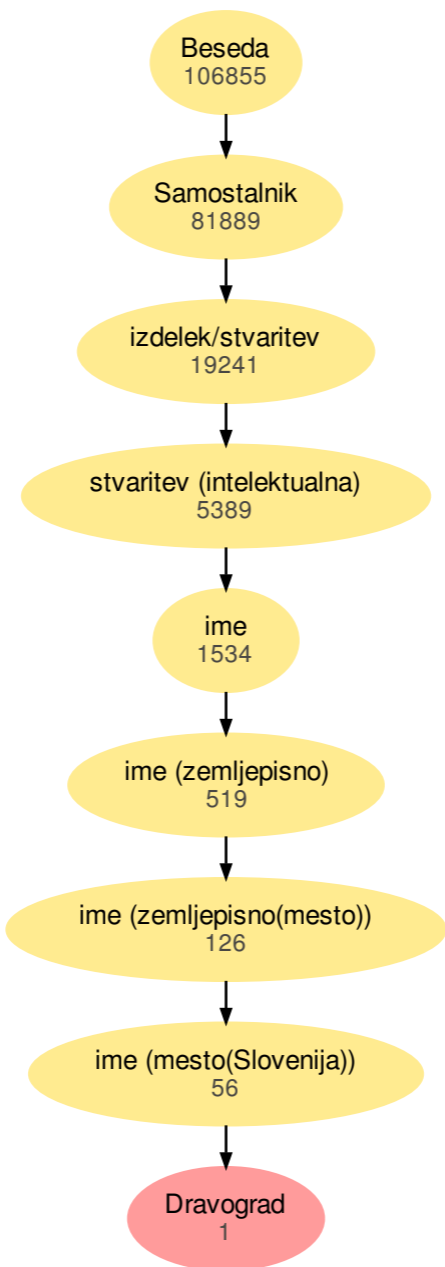 Beseda
106855
Samostalnik
81889
izdelek/stvaritev
19241
stvaritev (intelektualna)
5389
ime
1534
ime (zemljepisno)
519
ime (zemljepisno(mesto))
126
ime (mesto(Slovenija))
56
Dravograd
1